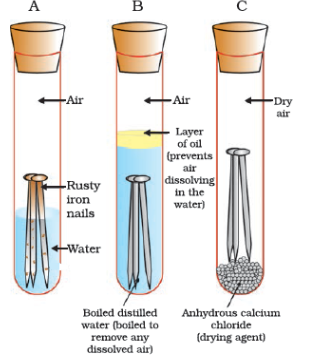 A
B
C
Air
Air
Dry
air
Layer
of oil
(prevents
air
dissolving
in the
water)
Rusty
iron
nails
Water
Boiled distilled
water (boiled to
remove any
dissolved air)
Anhydrous calcium
chloride
(drying agent)